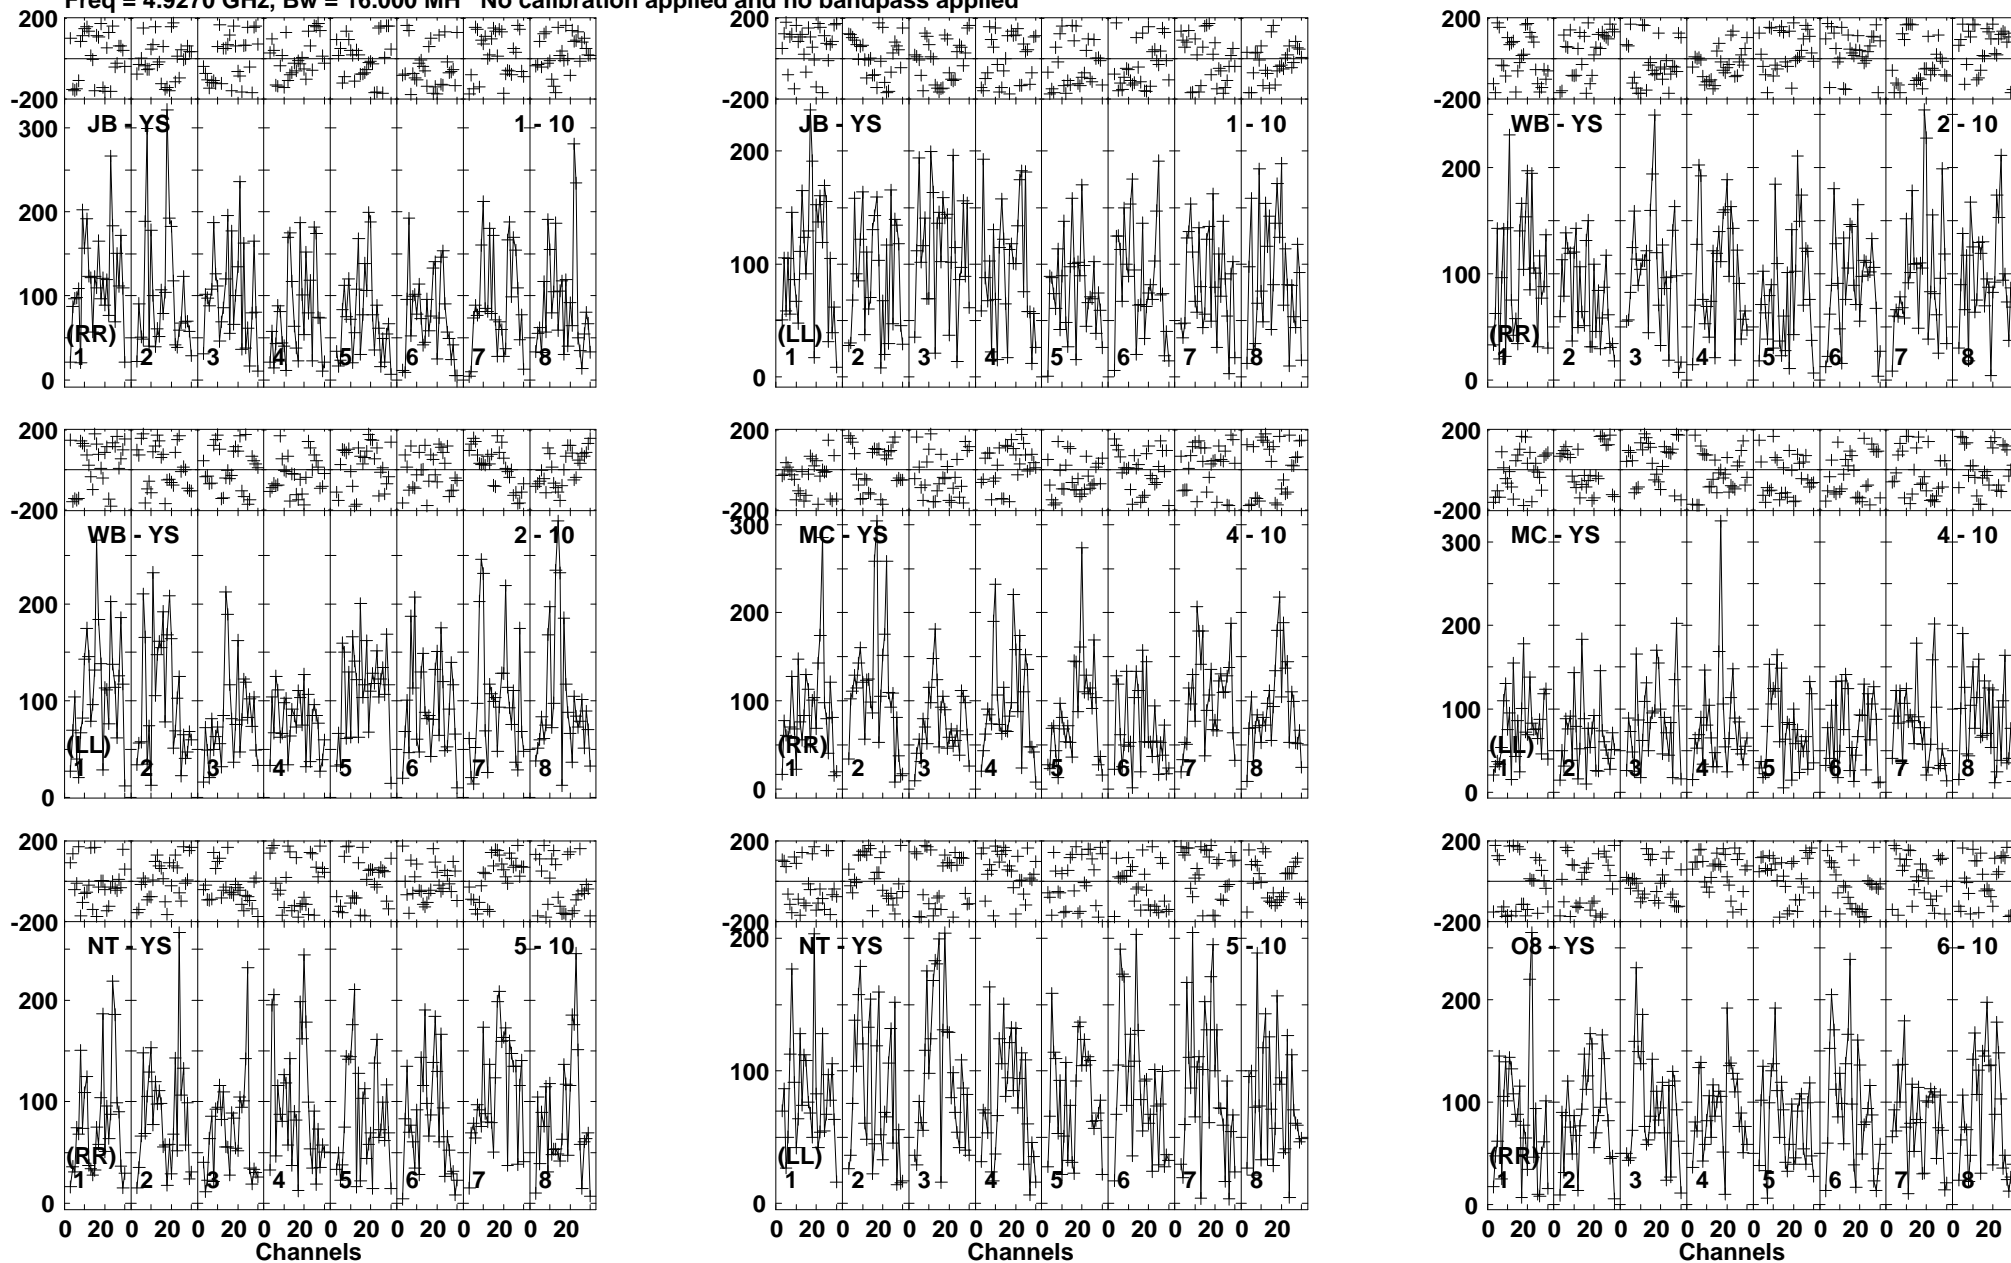 Freq = 4.9270 GHz, Bw = 16.000 MH No calibration applied and no bandpass applied
200 200 200
-200 -200 -200
JB - YS 1 - 10 JB - YS 1 - 10 WB - YS 2 - 10
300
200 200
200
100 100
100
(RR) (LL) (RR)
1 2 3 4 5 6 7 8 1 2 3 4 5 6 7 8 1 2 3 4 5 6 7 8
0 0 0
200 200 200
-200 -200 -200
WB - YS 2 - 10 MC - YS 4 - 10 MC - YS 4 - 10
300 300
200 200 200
100 100 100
(LL) (RR) (LL)
1 2 3 4 5 6 7 8 1 2 3 4 5 6 7 8 1 2 3 4 5 6 7 8
0 0 0
200 200 200
-200 -200 -200
NT - YS 5 - 10 NT - YS 5 - 10 O8 - YS 6 - 10
200 200 200
100 100 100
(RR) (LL) (RR)
1 2 3 4 5 6 7 8 1 2 3 4 5 6 7 8 1 2 3 4 5 6 7 8
0 0 0
0 20 0 20 0 20 0 20 0 20 0 20 0 20 0 20 0 20 0 20 0 20 0 20 0 20 0 20 0 20 0 20 0 20 0 20 0 20 0 20 0 20 0 20 0 20 0 20
Channels Channels Channels